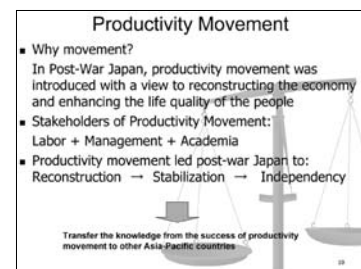 Productivity Movement
■ Why movement?
In Post-War Japan, productivity movement was
introduced with a view to reconstructing the economy
and enhancing the life quality of the people
■ Stakeholders of Productivity Movement:
Labor + Management + Academia
■ Productivity movement led post-war Japan to:
Reconstruction → Stabilization → Independency
Transfer the knowledge from the success of productivity
movement to other Asia-Pacific countries